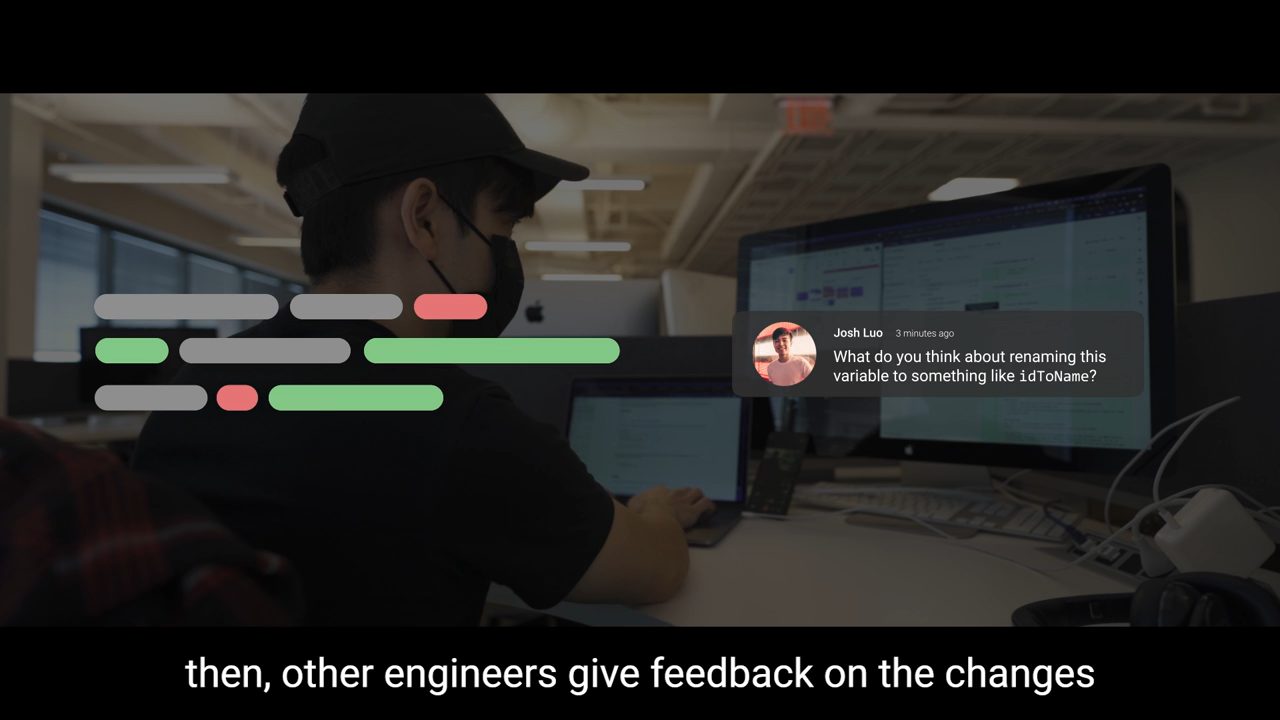 Josh Luo 3 minutes ago
What do you think about renaming this
variable to something like idToName?
then, other engineers give feedback on the changes